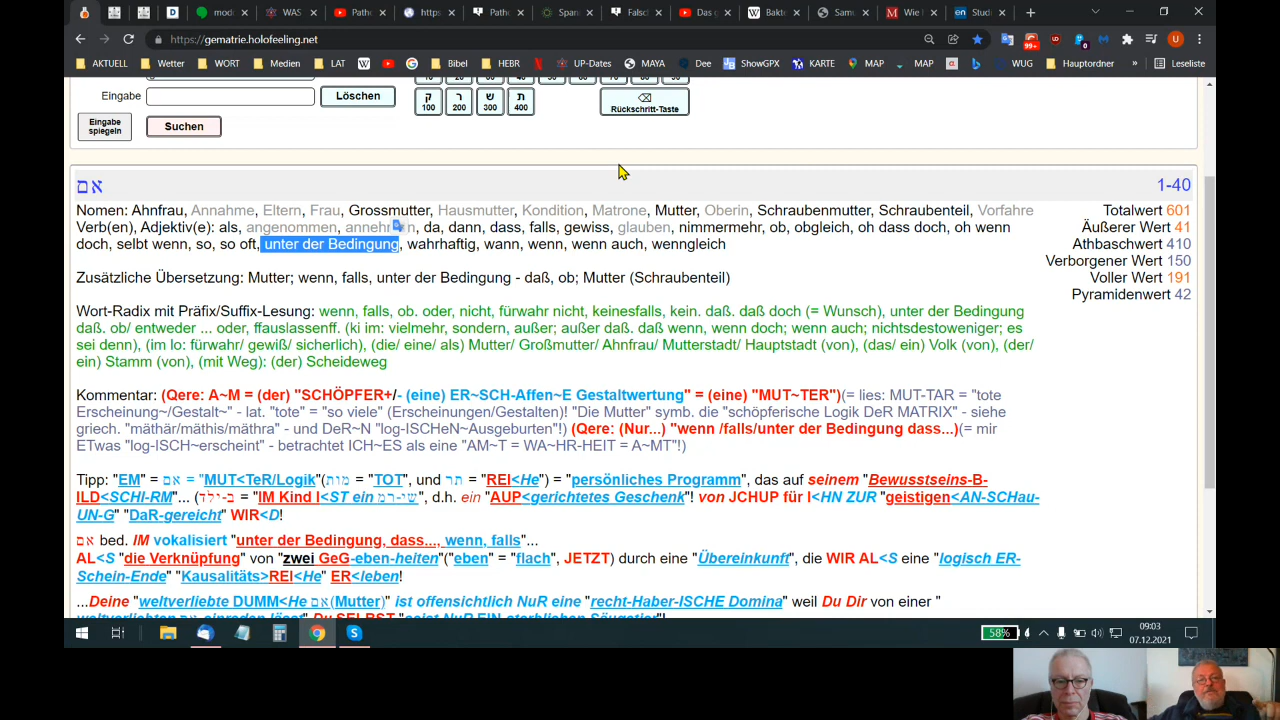 modi
WAS
Pathe
https
Pathe
Span
Falsc
Das g
Bakte
Samu
Wie l
Studi
https://gematrie.holofeeling.net
AKTUELL Wetter WORT Medien LAT Bibel HEBR UP-Dates MAYA Dee ShowGPX KARTE MAP MAP WUG Hauptordner » Leseliste
Eingabe Löschen
ק 100 ר 200 ש 300 ת 400 Rückschritt-Taste
Eingabe spiegeln Suchen
אם 1-40
Nomen: Ahnfrau, Annahme, Eltern, Frau, Grossmutter, Hausmutter, Kondition, Matrone, Mutter, Oberin, Schraubenmutter, Schraubenteil, Vorfahre
Totalwert 601
Verb(en), Adjektiv(e): als, angenommen, da, dann, dass, falls, gewiss, glauben, nimmermehr, ob, obgleich, oh dass doch, oh wenn
Äußerer Wert 41
doch, selbt wenn, so, so oft, unter der Bedingung, wahrhaftig, wann, wenn, wenn auch, wenngleich
Athbaschwert 410
Verborgener Wert 150
Zusätzliche Übersetzung: Mutter; wenn, falls, unter der Bedingung - daß, ob; Mutter (Schraubenteil)
Voller Wert 191
Pyramidenwert 42
Wort-Radix mit Präfix/Suffix-Lesung: wenn, falls, ob. oder, nicht, fürwahr nicht, keinesfalls, kein. daß. daß doch (= Wunsch), unter der Bedingung
daß. ob/ entweder ... oder, ffauslassenff. (ki im: vielmehr, sondern, außer; außer daß. daß wenn, wenn doch; wenn auch; nichtsdestoweniger; es
sei denn), (im lo: fürwahr/ gewiß/ sicherlich), (die/ eine/ als) Mutter/ Großmutter/ Ahnfrau/ Mutterstadt/ Hauptstadt (von), (das/ ein) Volk (von), (der/
ein) Stamm (von), (mit Weg): (der) Scheideweg
Kommentar: (Qere: A~M = (der) "SCHÖPFER+/- (eine) ER~SCH-Affen~E Gestaltwertung" = (eine) "MUT~TER")(= lies: MUT-TAR = "tote
Erscheinung~/Gestalt~" - lat. "tote" = "so viele" (Erscheinungen/Gestalten)! "Die Mutter" symb. die "schöpferische Logik DeR MATRIX" - siehe
griech. "mäthär/mäthis/mäthra" - und DeR~N "log-ISCHeN~Ausgeburten"!) (Qere: (Nur...) "wenn /falls/unter der Bedingung dass...)(= mir
ETwas "log-ISCH~erscheint" - betrachtet ICH~ES als eine "AM~T = WA~HR-HEIT = A~MT"!)
Tipp: "EM" = אם = "MUT<TeR/Logik"(מות = "TOT", und תר = "REI<He") = "persönliches Programm", das auf seinem "Bewusstseins-B-
ILD<SCHI-RM"... (ב-ילד = "IM Kind I<ST ein שי-רמ", d.h. ein "AUP<gerichtetes Geschenk"! von JCHUP für I<HN ZUR "geistigen<AN-SCHau-
UN-G" "DaR-gereicht" WIR<D!
אם bed. IM vokalisiert "unter der Bedingung, dass..., wenn, falls"...
AL<S "die Verknüpfung" von "zwei GeG-eben-heiten"("eben" = "flach", JETZT) durch eine "Übereinkunft", die WIR AL<S eine "logisch ER-
Schein-Ende" "Kausalitäts>REI<He" ER<leben!
...Deine "weltverliebte DUMM<He אם(Mutter)" ist offensichtlich NuR eine "recht-Haber-ISCHE Domina" weil Du Dir von einer "
58% 09:03
07.12.2021